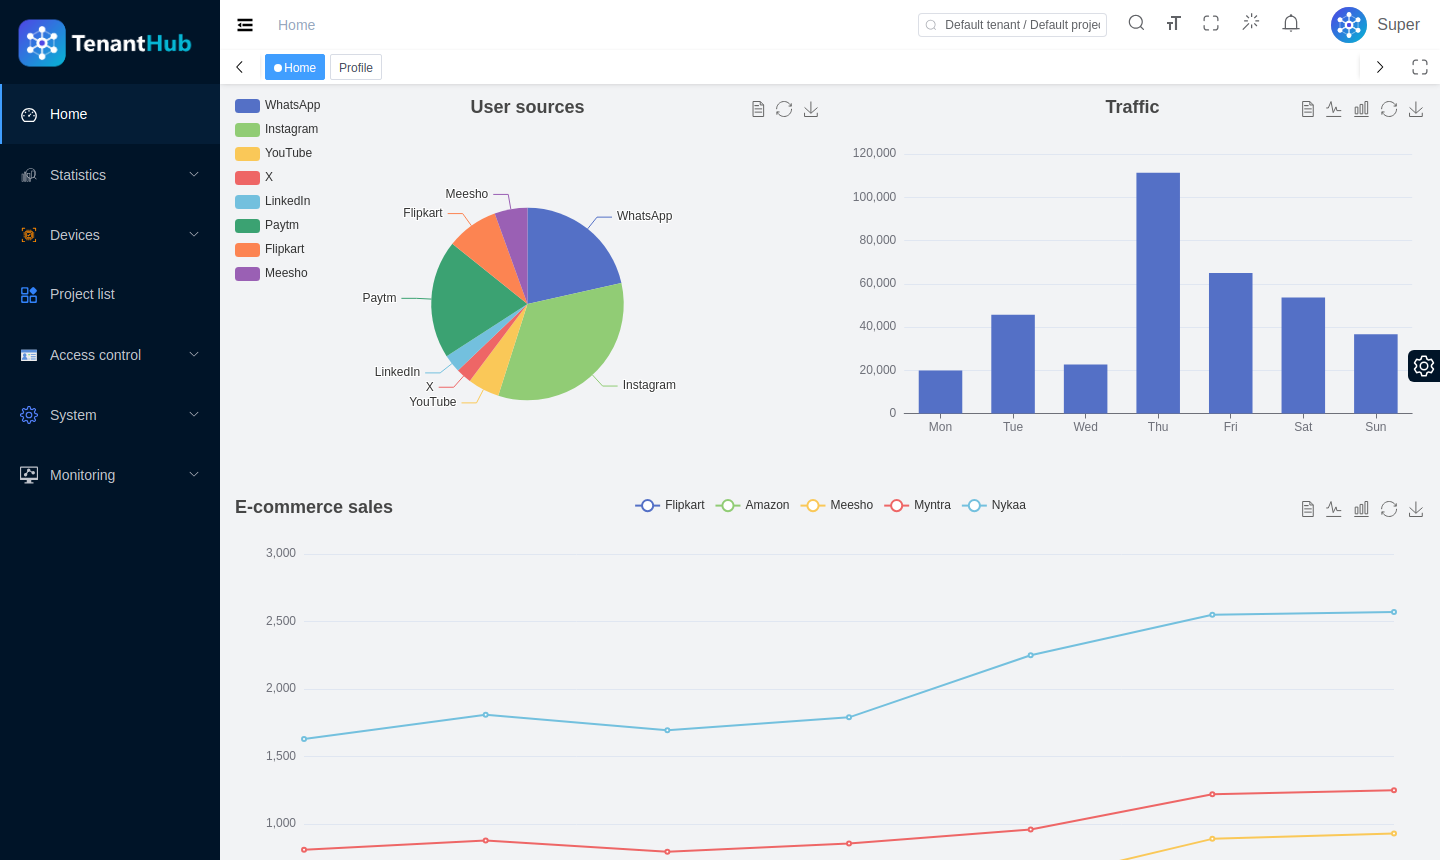 TenantHub
Home
Default tenant / Default projec
Super
Home
Profile
Home
Statistics
Devices
Project list
Access control
System
Monitoring
User sources
WhatsApp
Instagram
YouTube
X
LinkedIn
Paytm
Flipkart
Meesho
Meesho
WhatsApp
Flipkart
Paytm
LinkedIn
X
YouTube
Instagram
Traffic
120,000
100,000
80,000
60,000
40,000
20,000
0
Mon Tue Wed Thu Fri Sat Sun
E-commerce sales
Flipkart Amazon Meesho Myntra Nykaa
3,000
2,500
2,000
1,500
1,000